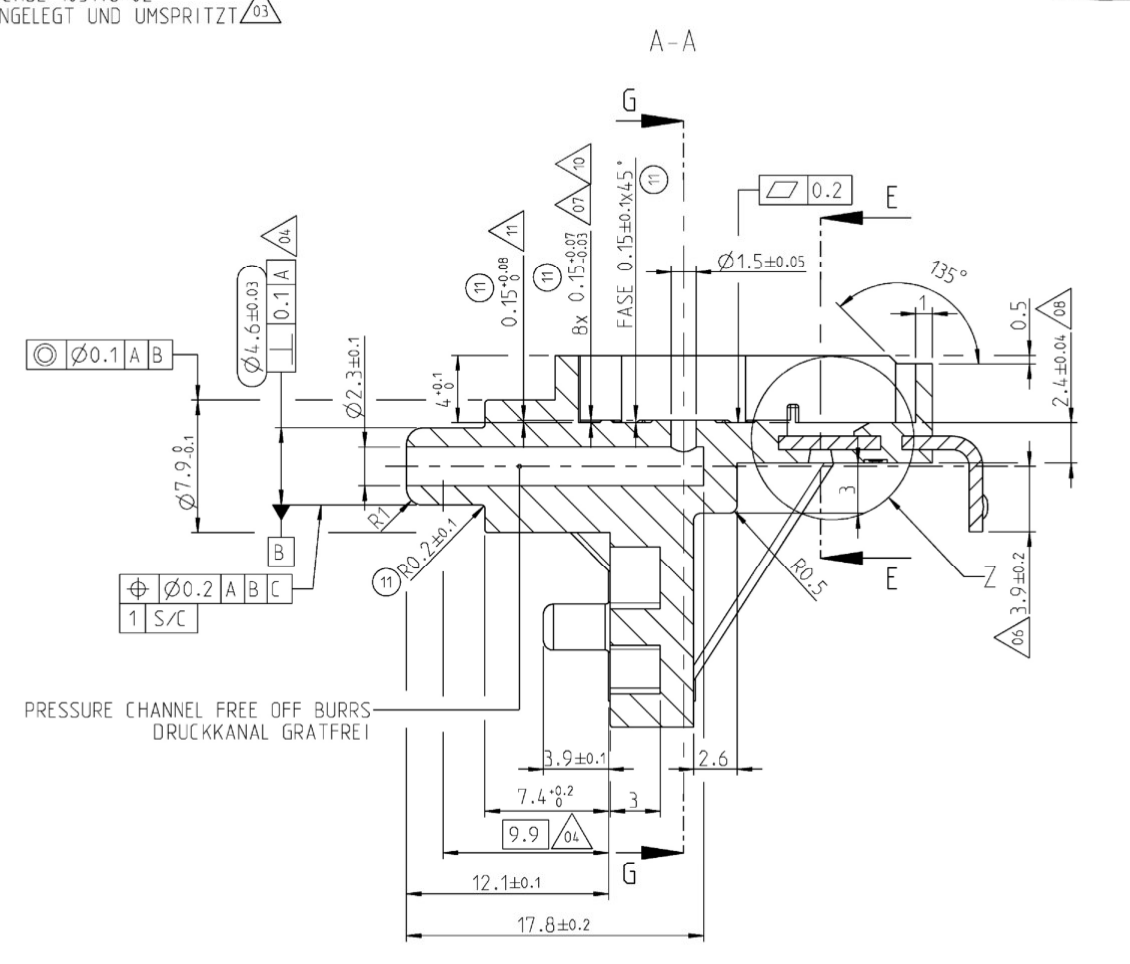 NGELEGT UND UMSPRITZT 03
A-A
G
10
07
11
FASE 0.15±0.1x45°
11
8x 0.15 +0.07 -0.03
11
0.15 +0.08 0
11
⏥ 0.2
E
Ø1.5±0.05
135°
1
0.5
2.4±0.04 08
04
Ø4.6±0.03
⊥ 0.1 A
◎ Ø0.1 A B
Ø2.3±0.1
4 +0.1 0
Ø7.9 0 -0.1
R1
11 R0.2±0.1
B
⌖ Ø0.2 A B C
1 S/C
3
R0.5
E
Z
3.9±0.2
06
PRESSURE CHANNEL FREE OFF BURRS
DRUCKKANAL GRATFREI
3.9±0.1
2.6
7.4 +0.2 0
3
9.9 04
G
12.1±0.1
17.8±0.2